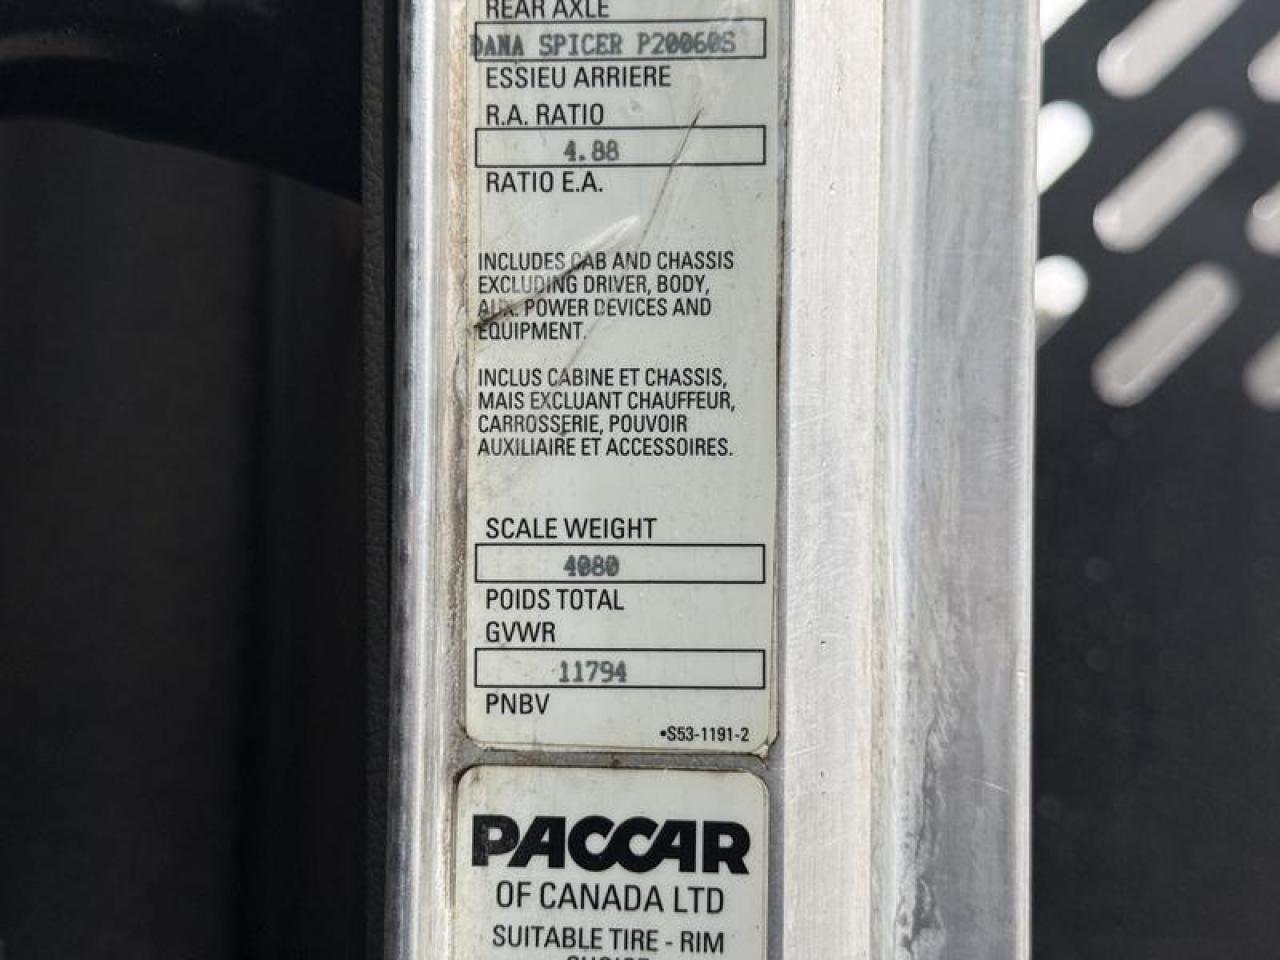 REAR AXLE
DANA SPICER P20060S
ESSIEU ARRIERE
R.A. RATIO
4.88
RATIO E.A.
INCLUDES CAB AND CHASSIS
EXCLUDING DRIVER, BODY,
AUX. POWER DEVICES AND
EQUIPMENT.
INCLUS CABINE ET CHASSIS,
MAIS EXCLUANT CHAUFFEUR,
CARROSSERIE, POUVOIR
AUXILIAIRE ET ACCESSOIRES.
SCALE WEIGHT
4080
POIDS TOTAL
GVWR
11794
PNBV
•S53-1191-2
PACCAR
OF CANADA LTD
SUITABLE TIRE - RIM